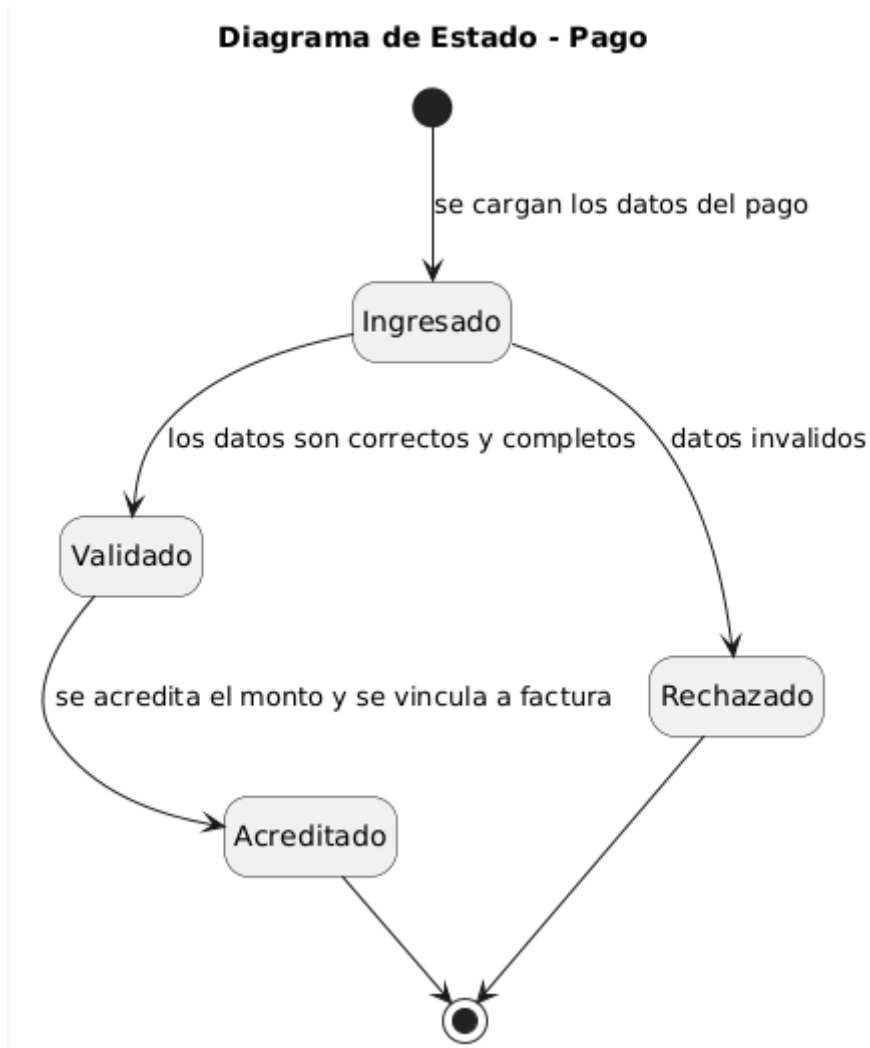 Diagrama de Estado - Pago
se cargan los datos del pago
Ingresado
los datos son correctos y completos
datos invalidos
Validado
se acredita el monto y se vincula a factura
Rechazado
Acreditado